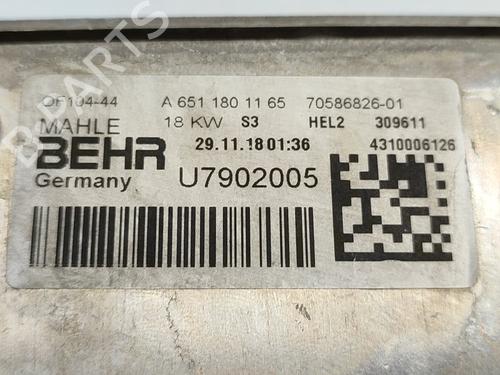 OF104-44 A 651 180 11 65 70586826-01
MAHLE 18 KW S3 HEL2 309611
BEHR 29.11.18 01:36 4310006126
Germany U7902005